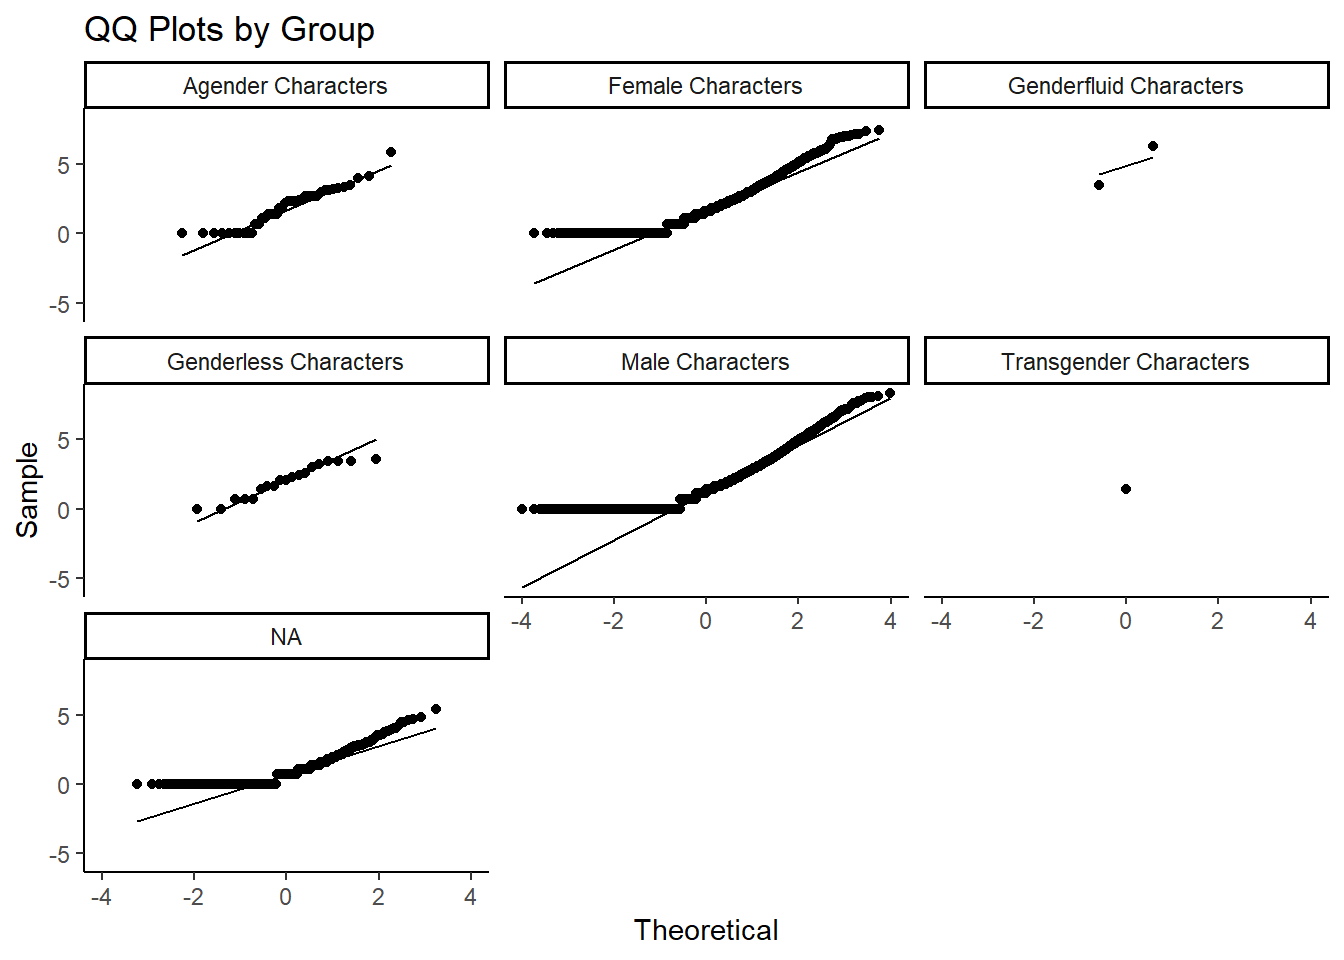 QQ Plots by Group
Agender Characters
Female Characters
Genderfluid Characters
5
0
-5
Genderless Characters
Male Characters
Transgender Characters
5
0
-5
-4 -2 0 2 4
-4 -2 0 2 4
NA
5
0
-5
-4 -2 0 2 4
Sample
Theoretical